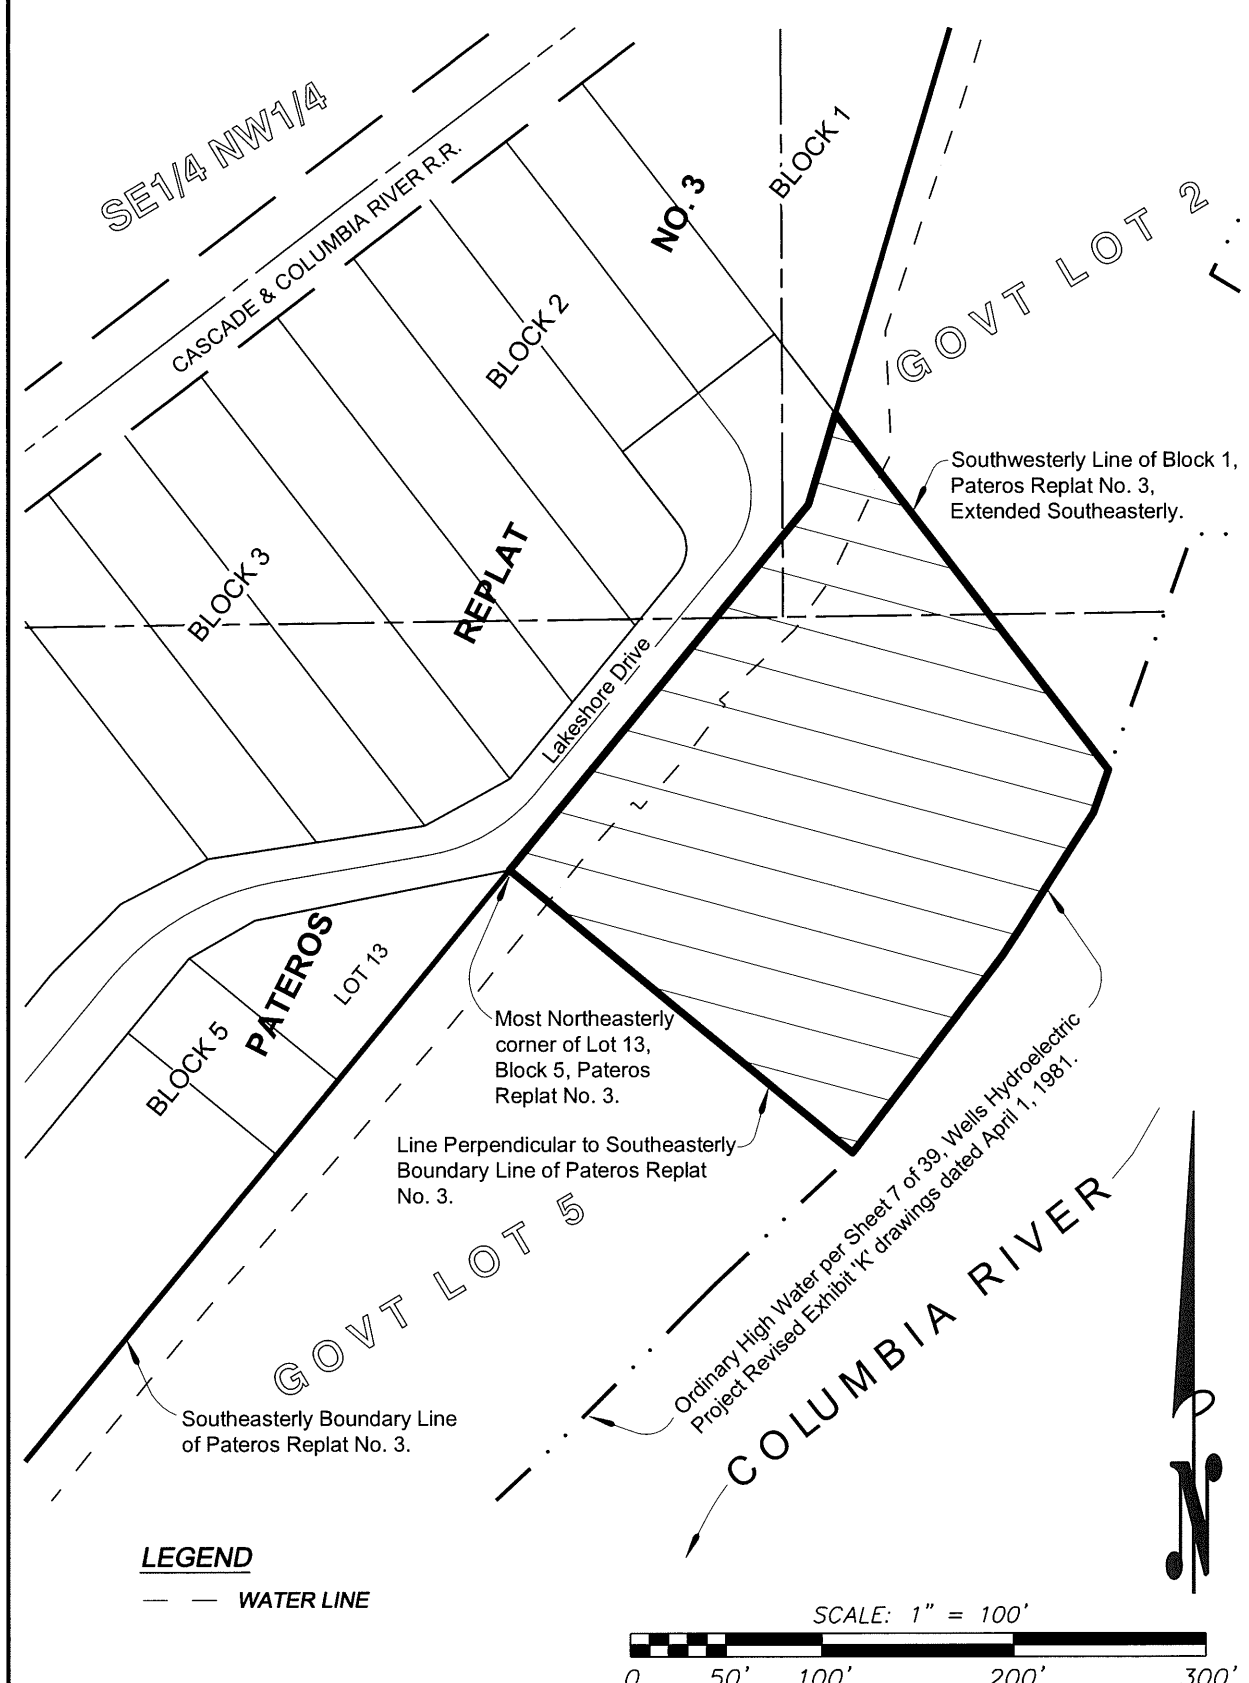 SE1/4 NW1/4
CASCADE & COLUMBIA RIVER R.R.
NO. 3
BLOCK 1
GOVT LOT 2
BLOCK 2
Southwesterly Line of Block 1,
Pateros Replat No. 3,
Extended Southeasterly.
BLOCK 3
REPLAT
Lakeshore Drive
PATEROS
LOT 13
BLOCK 5
Most Northeasterly
corner of Lot 13,
Block 5, Pateros
Replat No. 3.
Line Perpendicular to Southeasterly
Boundary Line of Pateros Replat
No. 3.
Ordinary High Water per Sheet 7 of 39, Wells Hydroelectric
Project Revised Exhibit 'K' drawings dated April 1, 1981.
GOVT LOT 5
COLUMBIA RIVER
Southeasterly Boundary Line
of Pateros Replat No. 3.
N
LEGEND
WATER LINE
SCALE: 1" = 100'
0 50' 100' 200' 300'